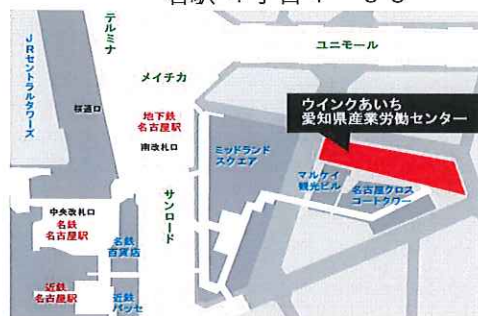 テルミナ
ユニモール
JRセントラルタワーズ
メイチカ
桜通口
地下鉄
名古屋駅
南改札口
ミッドランド
スクエア
ウインクあいち
愛知県産業労働センター
マルケイ
観光ビル
名古屋クロス
コートタワー
サンロード
中央改札口
名鉄
名古屋駅
名鉄
百貨店
近鉄
名古屋駅
近鉄
パッセ